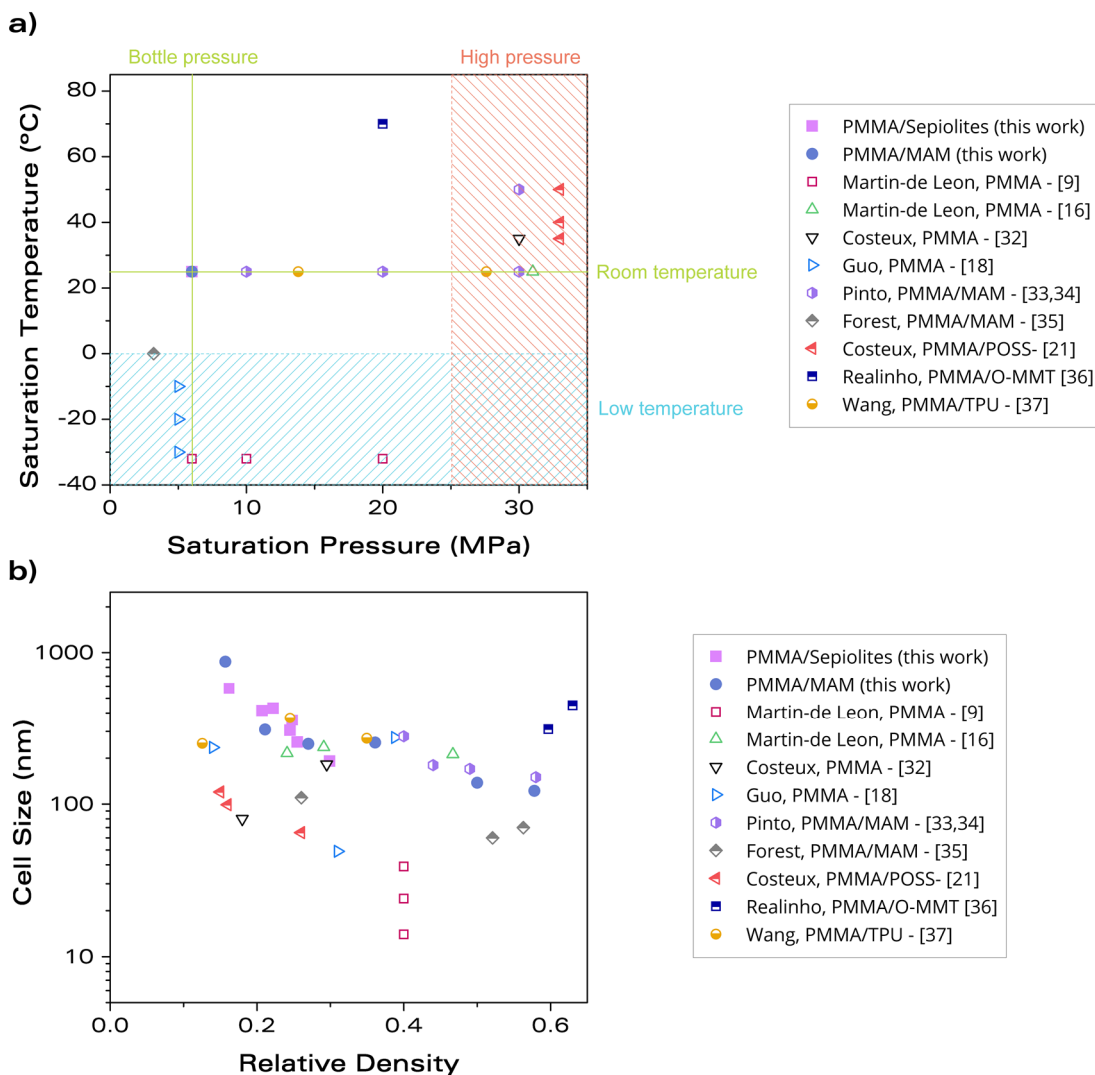 a)
Bottle pressure
High pressure
80
60
40
20
0
-20
-40
Saturation Temperature (°C)
Room temperature
Low temperature
0
10
20
30
Saturation Pressure (MPa)
PMMA/Sepiolites (this work)
PMMA/MAM (this work)
Martin-de Leon, PMMA - [9]
Martin-de Leon, PMMA - [16]
Costeux, PMMA - [32]
Guo, PMMA - [18]
Pinto, PMMA/MAM - [33,34]
Forest, PMMA/MAM - [35]
Costeux, PMMA/POSS- [21]
Realinho, PMMA/O-MMT [36]
Wang, PMMA/TPU - [37]
b)
1000
100
10
Cell Size (nm)
0.0
0.2
0.4
0.6
Relative Density
PMMA/Sepiolites (this work)
PMMA/MAM (this work)
Martin-de Leon, PMMA - [9]
Martin-de Leon, PMMA - [16]
Costeux, PMMA - [32]
Guo, PMMA - [18]
Pinto, PMMA/MAM - [33,34]
Forest, PMMA/MAM - [35]
Costeux, PMMA/POSS- [21]
Realinho, PMMA/O-MMT [36]
Wang, PMMA/TPU - [37]